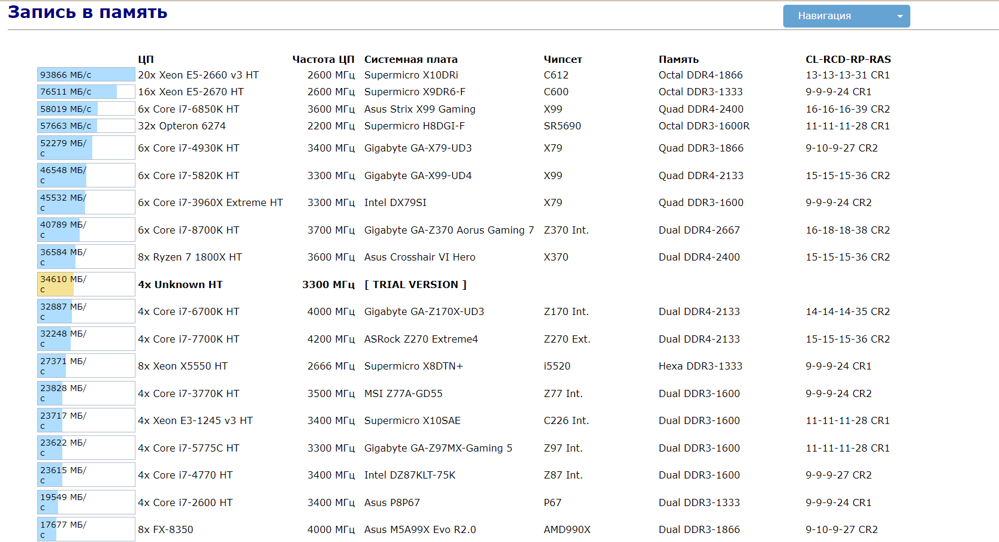 Запись в память
Навигация
ЦП Частота ЦП Системная плата Чипсет Память CL-RCD-RP-RAS
93866 МБ/с 20x Xeon E5-2660 v3 HT 2600 МГц Supermicro X10DRi C612 Octal DDR4-1866 13-13-13-31 CR1
76511 МБ/с 16x Xeon E5-2670 HT 2600 МГц Supermicro X9DR6-F C600 Octal DDR3-1333 9-9-9-24 CR1
58019 МБ/с 6x Core i7-6850K HT 3600 МГц Asus Strix X99 Gaming X99 Quad DDR4-2400 16-16-16-39 CR2
57663 МБ/с 32x Opteron 6274 2200 МГц Supermicro H8DGI-F SR5690 Octal DDR3-1600R 11-11-11-28 CR1
52279 МБ/с 6x Core i7-4930K HT 3400 МГц Gigabyte GA-X79-UD3 X79 Quad DDR3-1866 9-10-9-27 CR2
46548 МБ/с 6x Core i7-5820K HT 3300 МГц Gigabyte GA-X99-UD4 X99 Quad DDR4-2133 15-15-15-36 CR2
45532 МБ/с 6x Core i7-3960X Extreme HT 3300 МГц Intel DX79SI X79 Quad DDR3-1600 9-9-9-24 CR2
40789 МБ/с 6x Core i7-8700K HT 3700 МГц Gigabyte GA-Z370 Aorus Gaming 7 Z370 Int. Dual DDR4-2667 16-18-18-38 CR2
36584 МБ/с 8x Ryzen 7 1800X HT 3600 МГц Asus Crosshair VI Hero X370 Dual DDR4-2400 15-15-15-36 CR2
34610 МБ/с 4x Unknown HT 3300 МГц [ TRIAL VERSION ]
32887 МБ/с 4x Core i7-6700K HT 4000 МГц Gigabyte GA-Z170X-UD3 Z170 Int. Dual DDR4-2133 14-14-14-35 CR2
32248 МБ/с 4x Core i7-7700K HT 4200 МГц ASRock Z270 Extreme4 Z270 Ext. Dual DDR4-2133 15-15-15-36 CR2
27371 МБ/с 8x Xeon X5550 HT 2666 МГц Supermicro X8DTN+ i5520 Hexa DDR3-1333 9-9-9-24 CR1
23828 МБ/с 4x Core i7-3770K HT 3500 МГц MSI Z77A-GD55 Z77 Int. Dual DDR3-1600 9-9-9-24 CR2
23717 МБ/с 4x Xeon E3-1245 v3 HT 3400 МГц Supermicro X10SAE C226 Int. Dual DDR3-1600 11-11-11-28 CR1
23622 МБ/с 4x Core i7-5775C HT 3300 МГц Gigabyte GA-Z97MX-Gaming 5 Z97 Int. Dual DDR3-1600 11-11-11-28 CR1
23615 МБ/с 4x Core i7-4770 HT 3400 МГц Intel DZ87KLT-75K Z87 Int. Dual DDR3-1600 9-9-9-27 CR2
19549 МБ/с 4x Core i7-2600 HT 3400 МГц Asus P8P67 P67 Dual DDR3-1333 9-9-9-24 CR1
17677 МБ/с 8x FX-8350 4000 МГц Asus M5A99X Evo R2.0 AMD990X Dual DDR3-1866 9-10-9-27 CR2